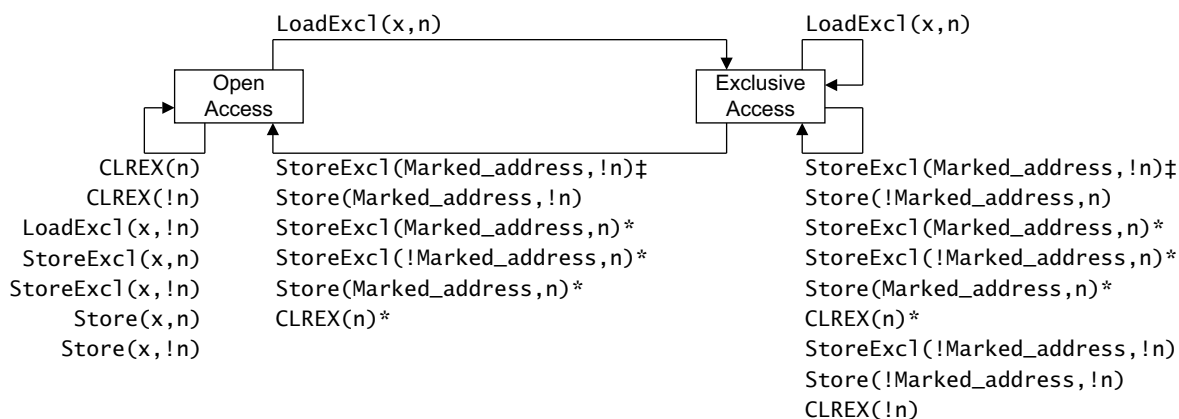 LoadExcl(x,n)
LoadExcl(x,n)
Open
Access
Exclusive
Access
CLREX(n)
CLREX(!n)
LoadExcl(x,!n)
StoreExcl(x,n)
StoreExcl(x,!n)
Store(x,n)
Store(x,!n)
StoreExcl(Marked_address,!n)‡
Store(Marked_address,!n)
StoreExcl(Marked_address,n)*
StoreExcl(!Marked_address,n)*
Store(Marked_address,n)*
CLREX(n)*
StoreExcl(Marked_address,!n)‡
Store(!Marked_address,n)
StoreExcl(Marked_address,n)*
StoreExcl(!Marked_address,n)*
Store(Marked_address,n)*
CLREX(n)*
StoreExcl(!Marked_address,!n)
Store(!Marked_address,!n)
CLREX(!n)